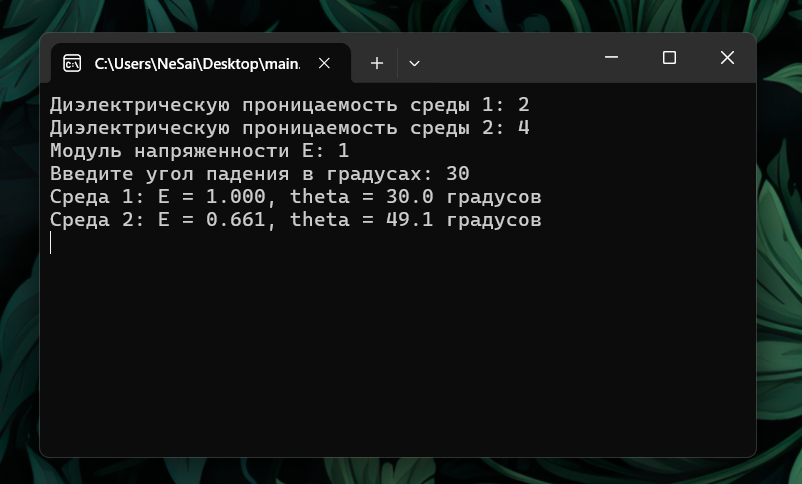 C:\Users\NeSai\Desktop\main.
Диэлектрическую проницаемость среды 1: 2
Диэлектрическую проницаемость среды 2: 4
Модуль напряженности E: 1
Введите угол падения в градусах: 30
Среда 1: E = 1.000, theta = 30.0 градусов
Среда 2: E = 0.661, theta = 49.1 градусов